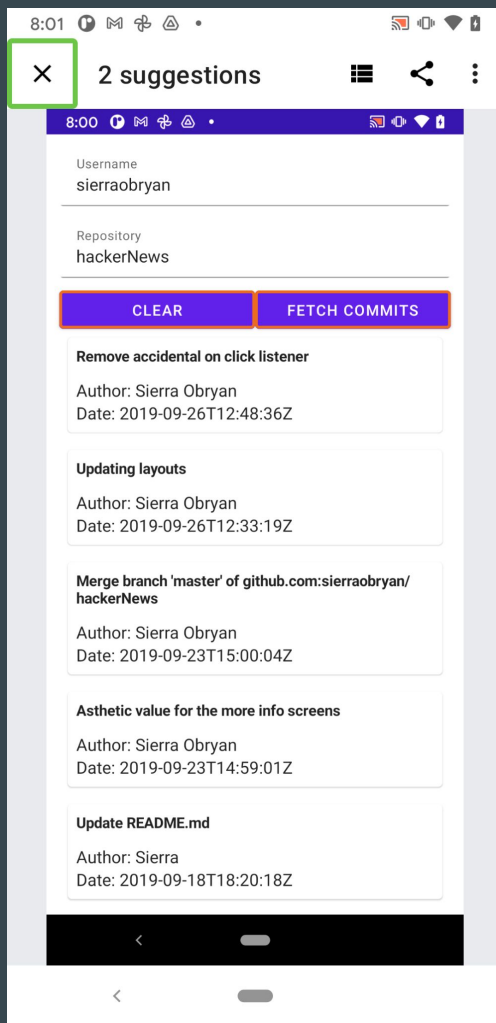 8:01
2 suggestions
8:00
Username
sierraobryan
Repository
hackerNews
CLEAR
FETCH COMMITS
Remove accidental on click listener
Author: Sierra Obryan
Date: 2019-09-26T12:48:36Z
Updating layouts
Author: Sierra Obryan
Date: 2019-09-26T12:33:19Z
Merge branch 'master' of github.com:sierraobryan/
hackerNews
Author: Sierra Obryan
Date: 2019-09-23T15:00:04Z
Asthetic value for the more info screens
Author: Sierra Obryan
Date: 2019-09-23T14:59:01Z
Update README.md
Author: Sierra
Date: 2019-09-18T18:20:18Z